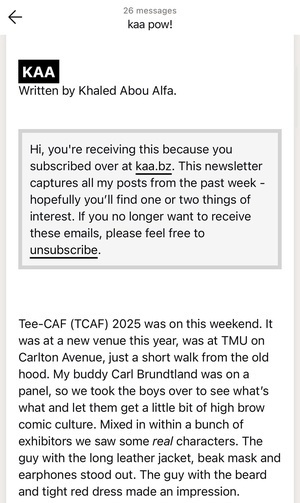 26 messages
kaa pow!
KAA
Written by Khaled Abou Alfa.
Hi, you're receiving this because you
subscribed over at kaa.bz. This newsletter
captures all my posts from the past week -
hopefully you'll find one or two things of
interest. If you no longer want to receive
these emails, please feel free to
unsubscribe.
Tee-CAF (TCAF) 2025 was on this weekend. It
was at a new venue this year, was at TMU on
Carlton Avenue, just a short walk from the old
hood. My buddy Carl Brundtland was on a
panel, so we took the boys over to see what's
what and let them get a little bit of high brow
comic culture. Mixed in within a bunch of
exhibitors we saw some real characters. The
guy with the long leather jacket, beak mask and
earphones stood out. The guy with the beard
and tight red dress made an impression.